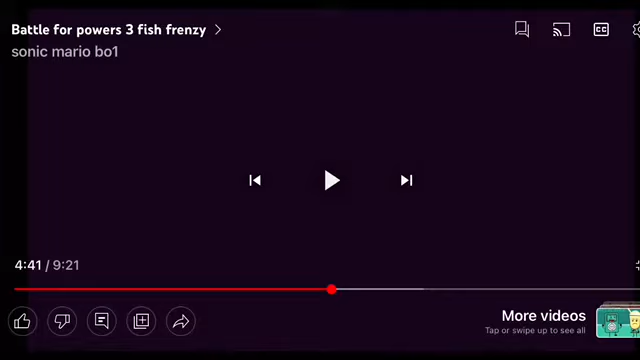 Battle for powers 3 fish frenzy
sonic mario bo1
CC
4:41 / 9:21
More videos
Tap or swipe up to see all